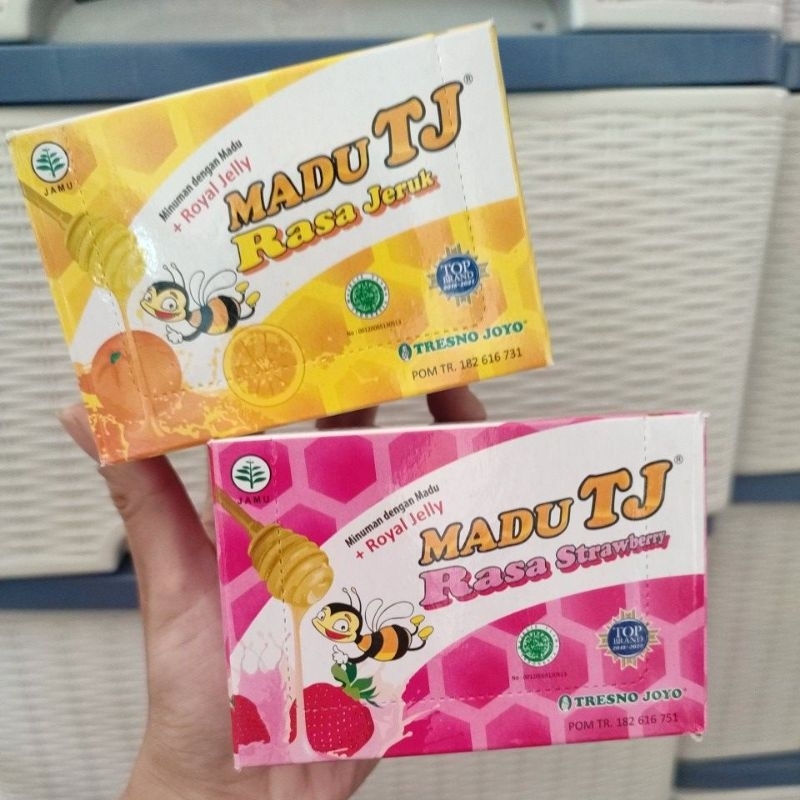 JAMU
Minuman dengan Madu
+ Royal Jelly
MADU TJ®
Rasa Jeruk
TOP
BRAND
TRESNO JOYO®
POM TR. 182 616 731
JAMU
Minuman dengan Madu
+ Royal Jelly
MADU TJ®
Rasa Strawberry
TOP
BRAND
TRESNO JOYO®
POM TR. 182 616 751